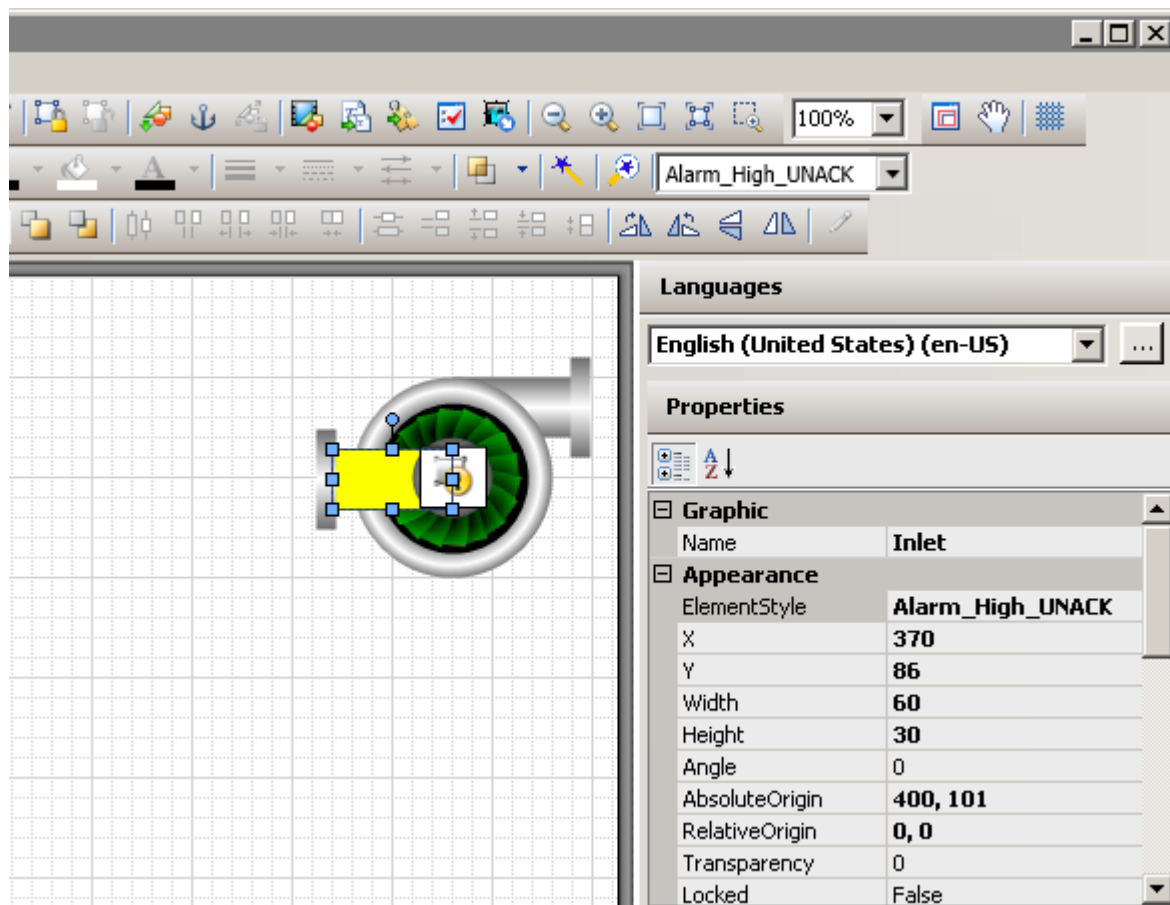 100%
A
Alarm_High_UNACK
Languages
English (United States) (en-US)
...
Properties
A
Z
Graphic
Name Inlet
Appearance
ElementStyle Alarm_High_UNACK
X 370
Y 86
Width 60
Height 30
Angle 0
AbsoluteOrigin 400, 101
RelativeOrigin 0, 0
Transparency 0
Locked False